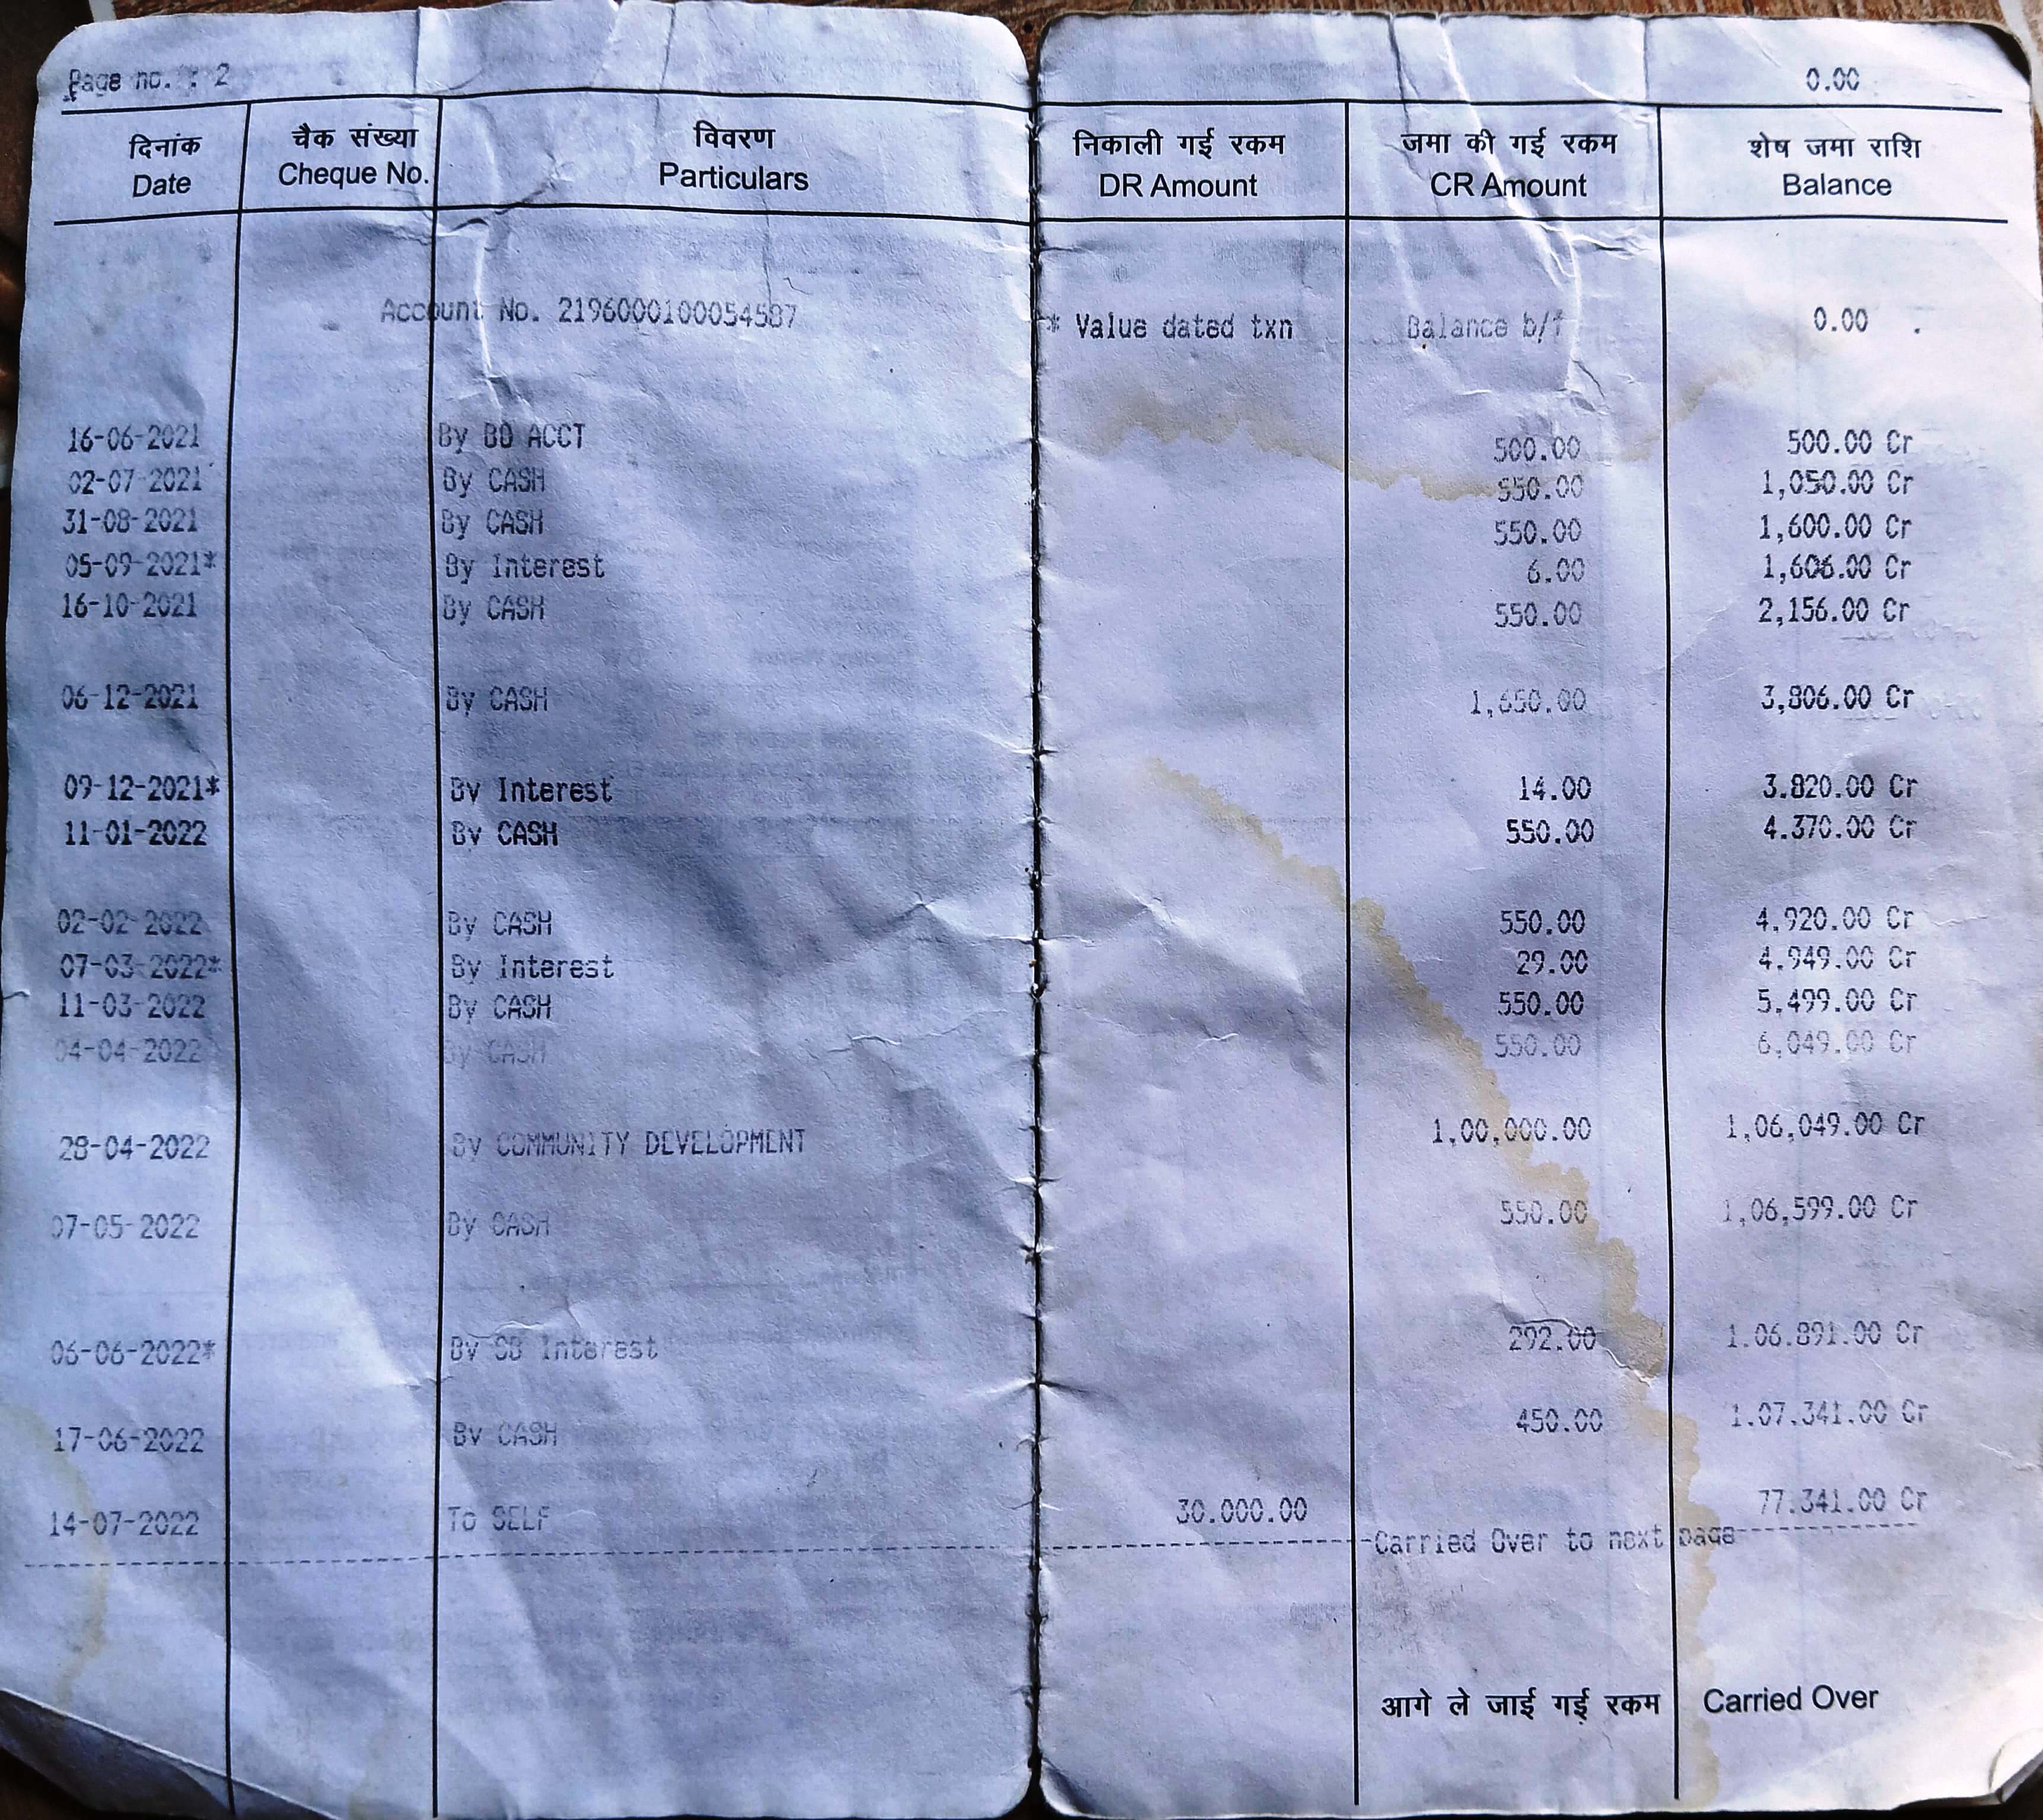 Page no. : 2 0.00
दिनांक चैक संख्या विवरण निकाली गई रकम जमा की गई रकम शेष जमा राशि
Date Cheque No. Particulars DR Amount CR Amount Balance
Account No. 2196000100054587 * Value dated txn Balance b/f 0.00
16-06-2021 By BO ACCT 500.00 500.00 Cr
02-07-2021 By CASH 550.00 1,050.00 Cr
31-08-2021 By CASH 550.00 1,600.00 Cr
05-09-2021* By Interest 6.00 1,606.00 Cr
16-10-2021 By CASH 550.00 2,156.00 Cr
06-12-2021 By CASH 1,650.00 3,806.00 Cr
09-12-2021* By Interest 14.00 3.820.00 Cr
11-01-2022 By CASH 550.00 4.370.00 Cr
02-02-2022 By CASH 550.00 4,920.00 Cr
07-03-2022* By Interest 29.00 4.949.00 Cr
11-03-2022 By CASH 550.00 5,499.00 Cr
04-04-2022 By CASH 550.00 6,049.00 Cr
28-04-2022 By COMMUNITY DEVELOPMENT 1,00,000.00 1,06,049.00 Cr
07-05-2022 By CASH 550.00 1,06,599.00 Cr
06-06-2022* By SB Interest 292.00 1.06.891.00 Cr
17-06-2022 By CASH 450.00 1.07.341.00 Cr
14-07-2022 To SELF 30.000.00 77.341.00 Cr
Carried Over to next page
आगे ले जाई गई रकम Carried Over